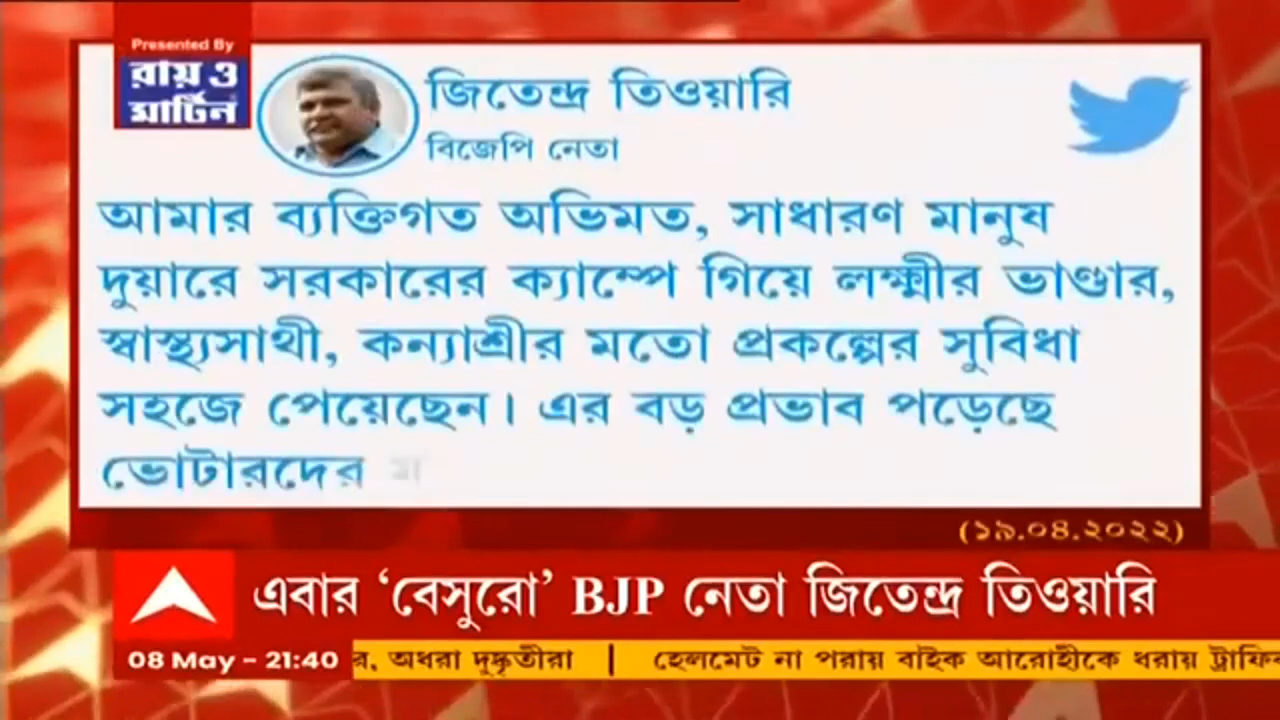 Presented By
রায় ও
মার্টিন
জিতেন্দ্র তিওয়ারি
বিজেপি নেতা
আমার ব্যক্তিগত অভিমত, সাধারণ মানুষ
দুয়ারে সরকারের ক্যাম্পে গিয়ে লক্ষ্মীর ভাণ্ডার,
স্বাস্থ্যসাথী, কন্যাশ্রীর মতো প্রকল্পের সুবিধা
সহজে পেয়েছেন। এর বড় প্রভাব পড়েছে
ভোটারদের ম
(১৯.০৪.২০২২)
এবার ‘বেসুরো’ BJP নেতা জিতেন্দ্র তিওয়ারি
08 May - 21:40
র, অধরা দুষ্কৃতীরা | হেলমেট না পরায় বাইক আরোহীকে ধরায় ট্রাফিক